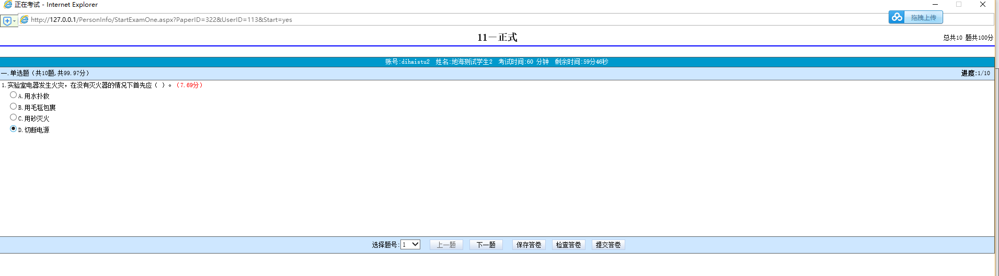 正在考试 - Internet Explorer
http://127.0.0.1/PersonInfo/StartExamOne.aspx?PaperID=322&UserID=113&Start=yes
拖拽上传
11－正式
总共10 题共100分
账号:dihaistu2 姓名:地海测试学生2 考试时间:60 分钟 剩余时间:59分46秒
一.单选题（共10题,共99.97分）
进度:1/10
1.实验室电器发生火灾，在没有灭火器的情况下首先应（ ）。（7.69分）
A.用水扑救
B.用毛毯包裹
C.用砂灭火
D.切断电源
选择题号:1 上一题 下一题 保存答卷 检查答卷 提交答卷